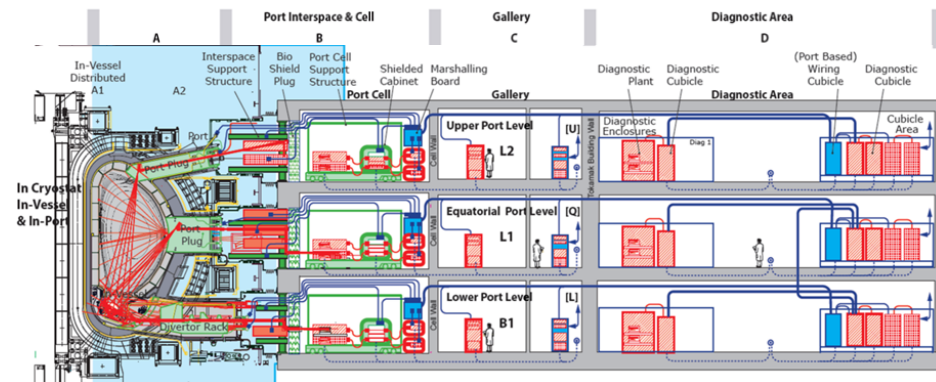 Port Interspace & Cell
Gallery
Diagnostic Area
A
B
C
D
In-Vessel
Distributed
A1
A2
Interspace
Support
Structure
Bio
Shield
Plug
Port Cell
Support
Structure
Shielded
Cabinet
Marshalling
Board
Diagnostic
Plant
Diagnostic
Cubicle
(Port Based)
Wiring
Cubicle
Diagnostic
Cubicle
Port Cell
Gallery
Diagnostic Area
Port
Port Plug
Cell Wall
Upper Port Level
[U]
L2
Tokamak Building Wall
Diagnostic
Enclosures
Diag 1
Cubicle
Area
In Cryostat
In-Vessel
& In-Port
Port
Plug
Cell Wall
Equatorial Port Level
[Q]
L1
Divertor Rack
Cell Wall
Lower Port Level
[L]
B1